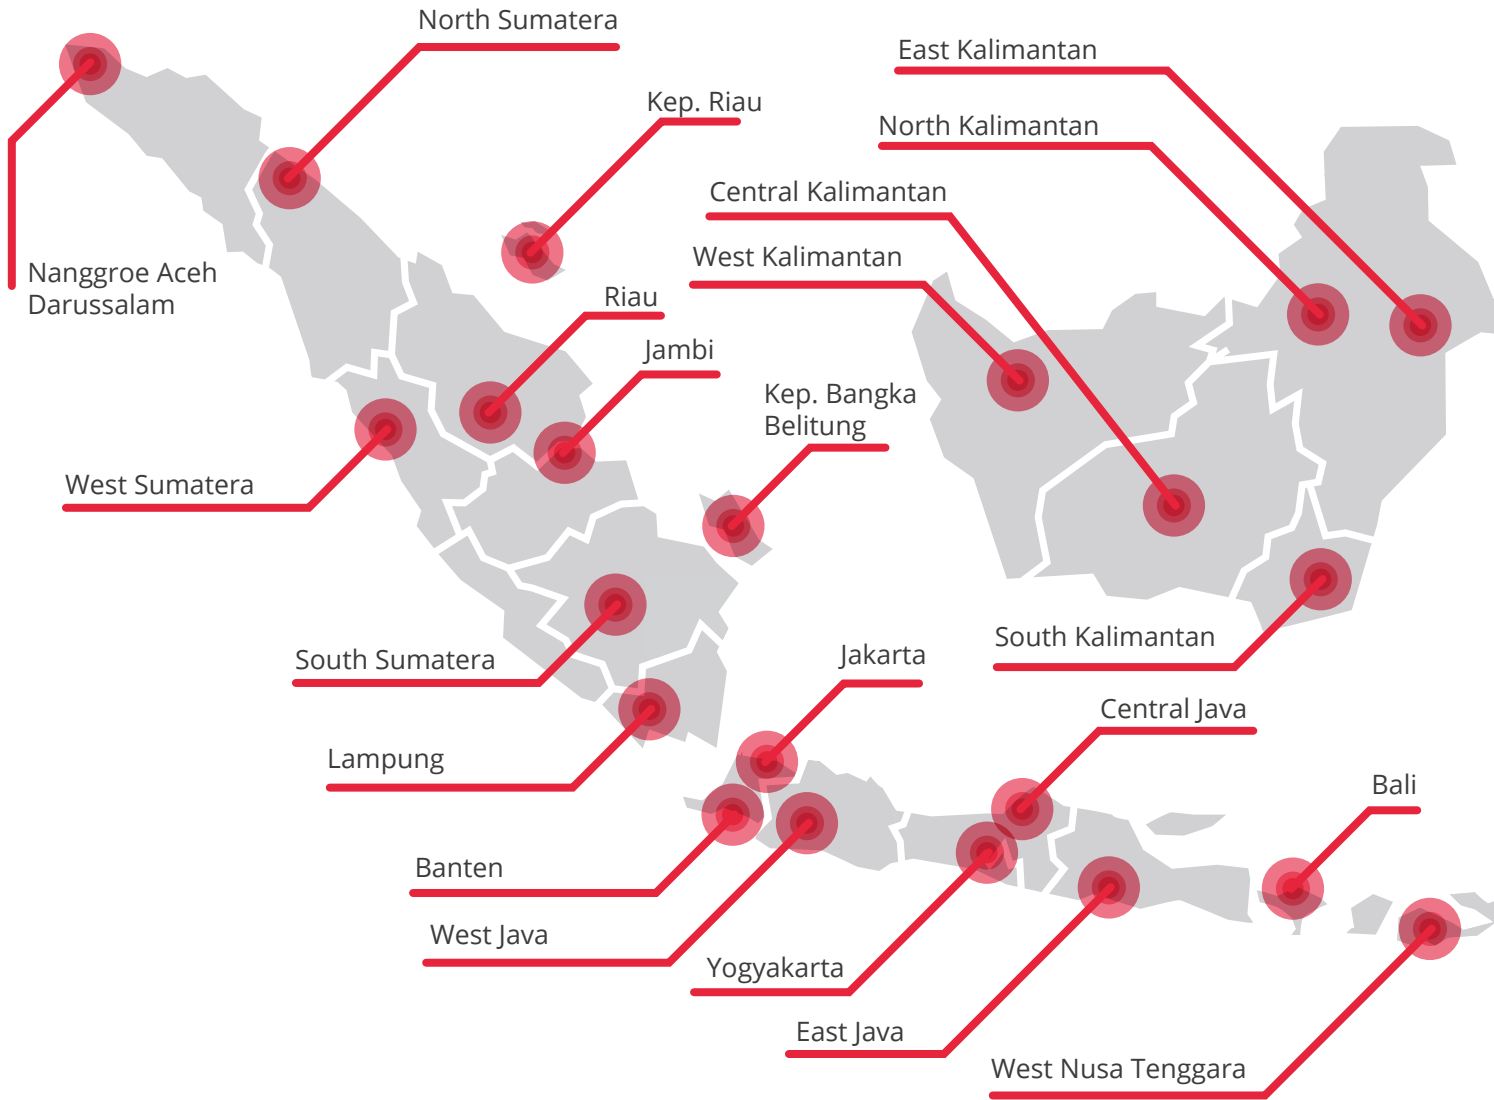 North Sumatera
East Kalimantan
Kep. Riau
North Kalimantan
Central Kalimantan
West Kalimantan
Nanggroe Aceh
Darussalam
Riau
Jambi
Kep. Bangka
Belitung
West Sumatera
South Kalimantan
South Sumatera
Jakarta
Central Java
Lampung
Bali
Banten
West Java
Yogyakarta
East Java
West Nusa Tenggara